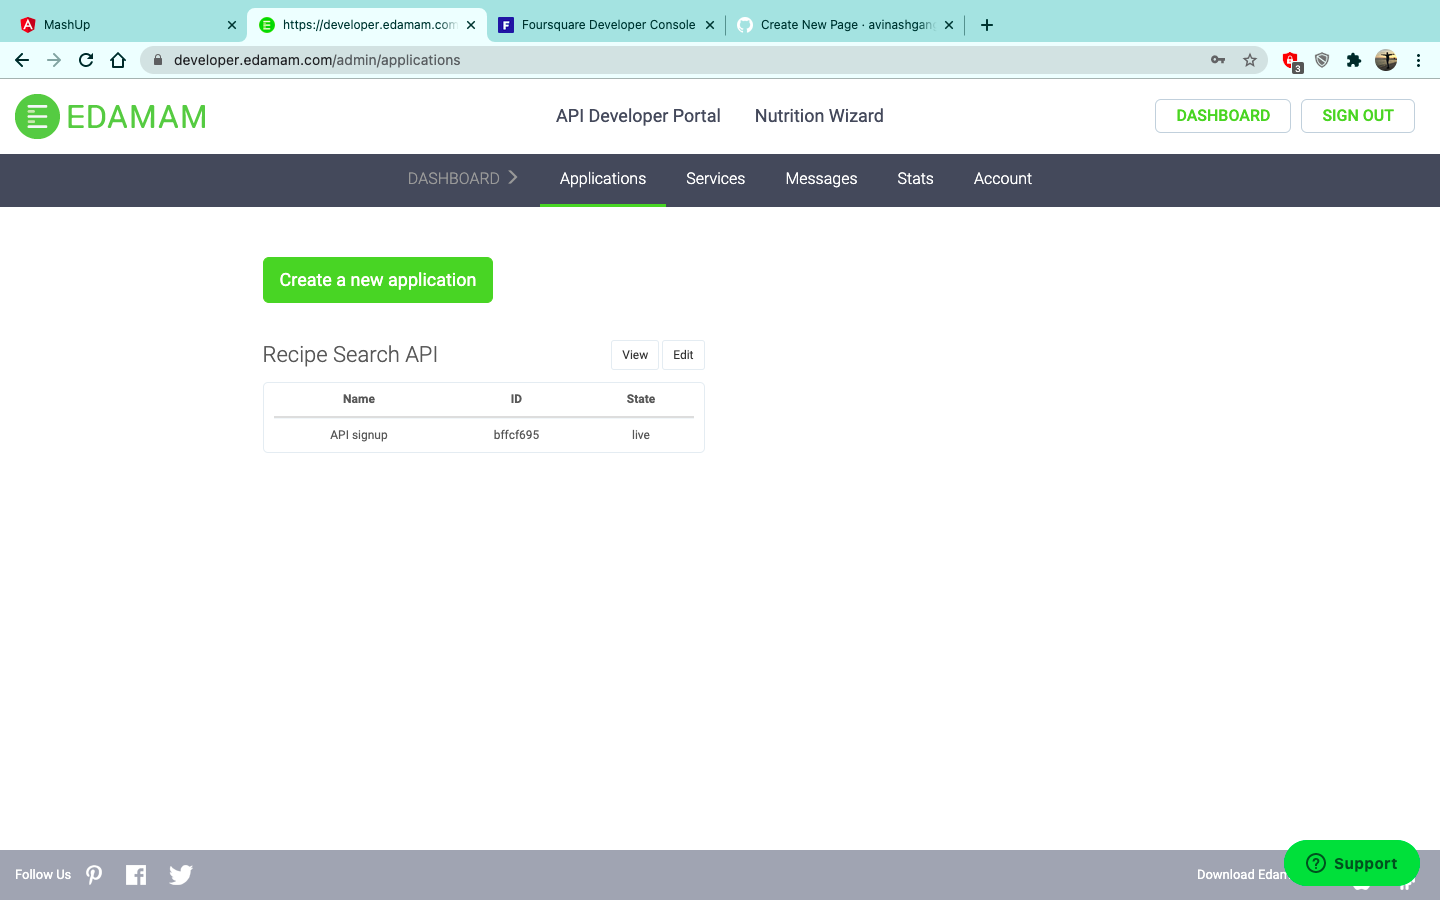 MashUp
https://developer.edamam.com
Foursquare Developer Console
Create New Page · avinashgang
developer.edamam.com/admin/applications
3
EDAMAM
API Developer Portal
Nutrition Wizard
DASHBOARD
SIGN OUT
DASHBOARD
Applications
Services
Messages
Stats
Account
Create a new application
Recipe Search API
View
Edit
Name ID State
API signup bffcf695 live
Follow Us
Download
Support